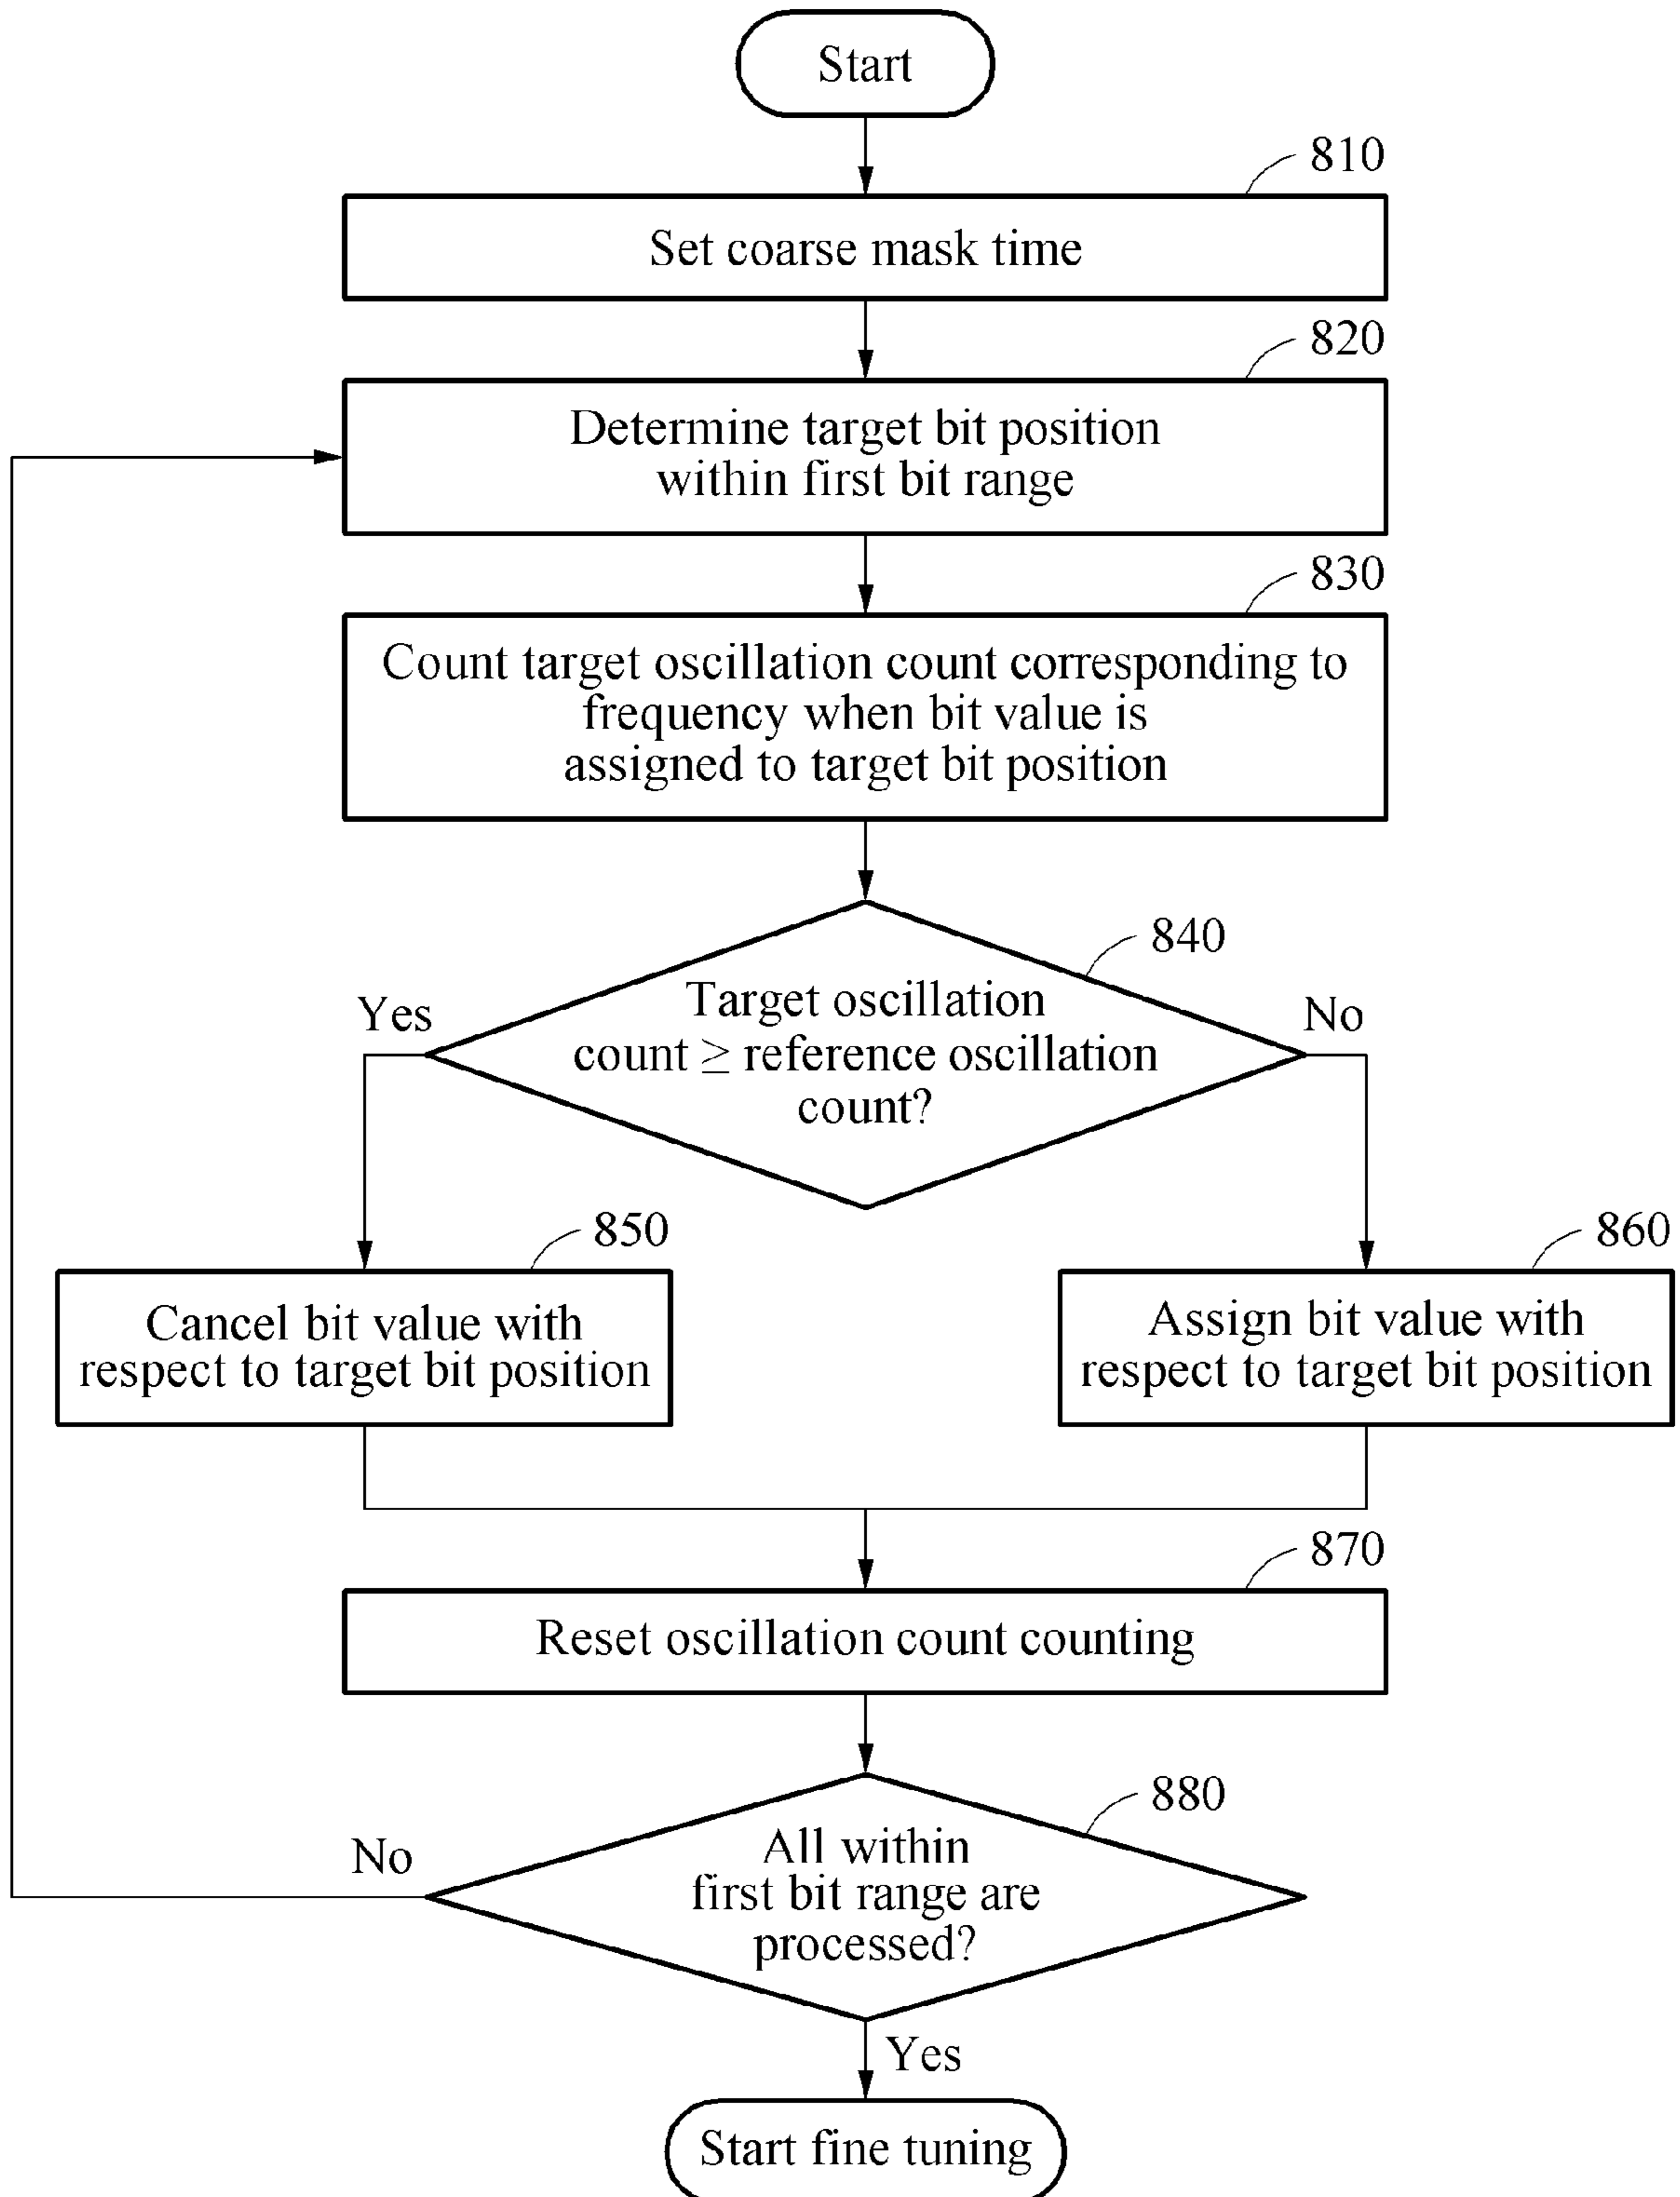 Start
810
Set coarse mask time
820
Determine target bit position
within first bit range
830
Count target oscillation count corresponding to
frequency when bit value is
assigned to target bit position
840
Target oscillation
count ≥ reference oscillation
count?
Yes
No
850
Cancel bit value with
respect to target bit position
860
Assign bit value with
respect to target bit position
870
Reset oscillation count counting
880
All within
first bit range are
processed?
No
Yes
Start fine tuning